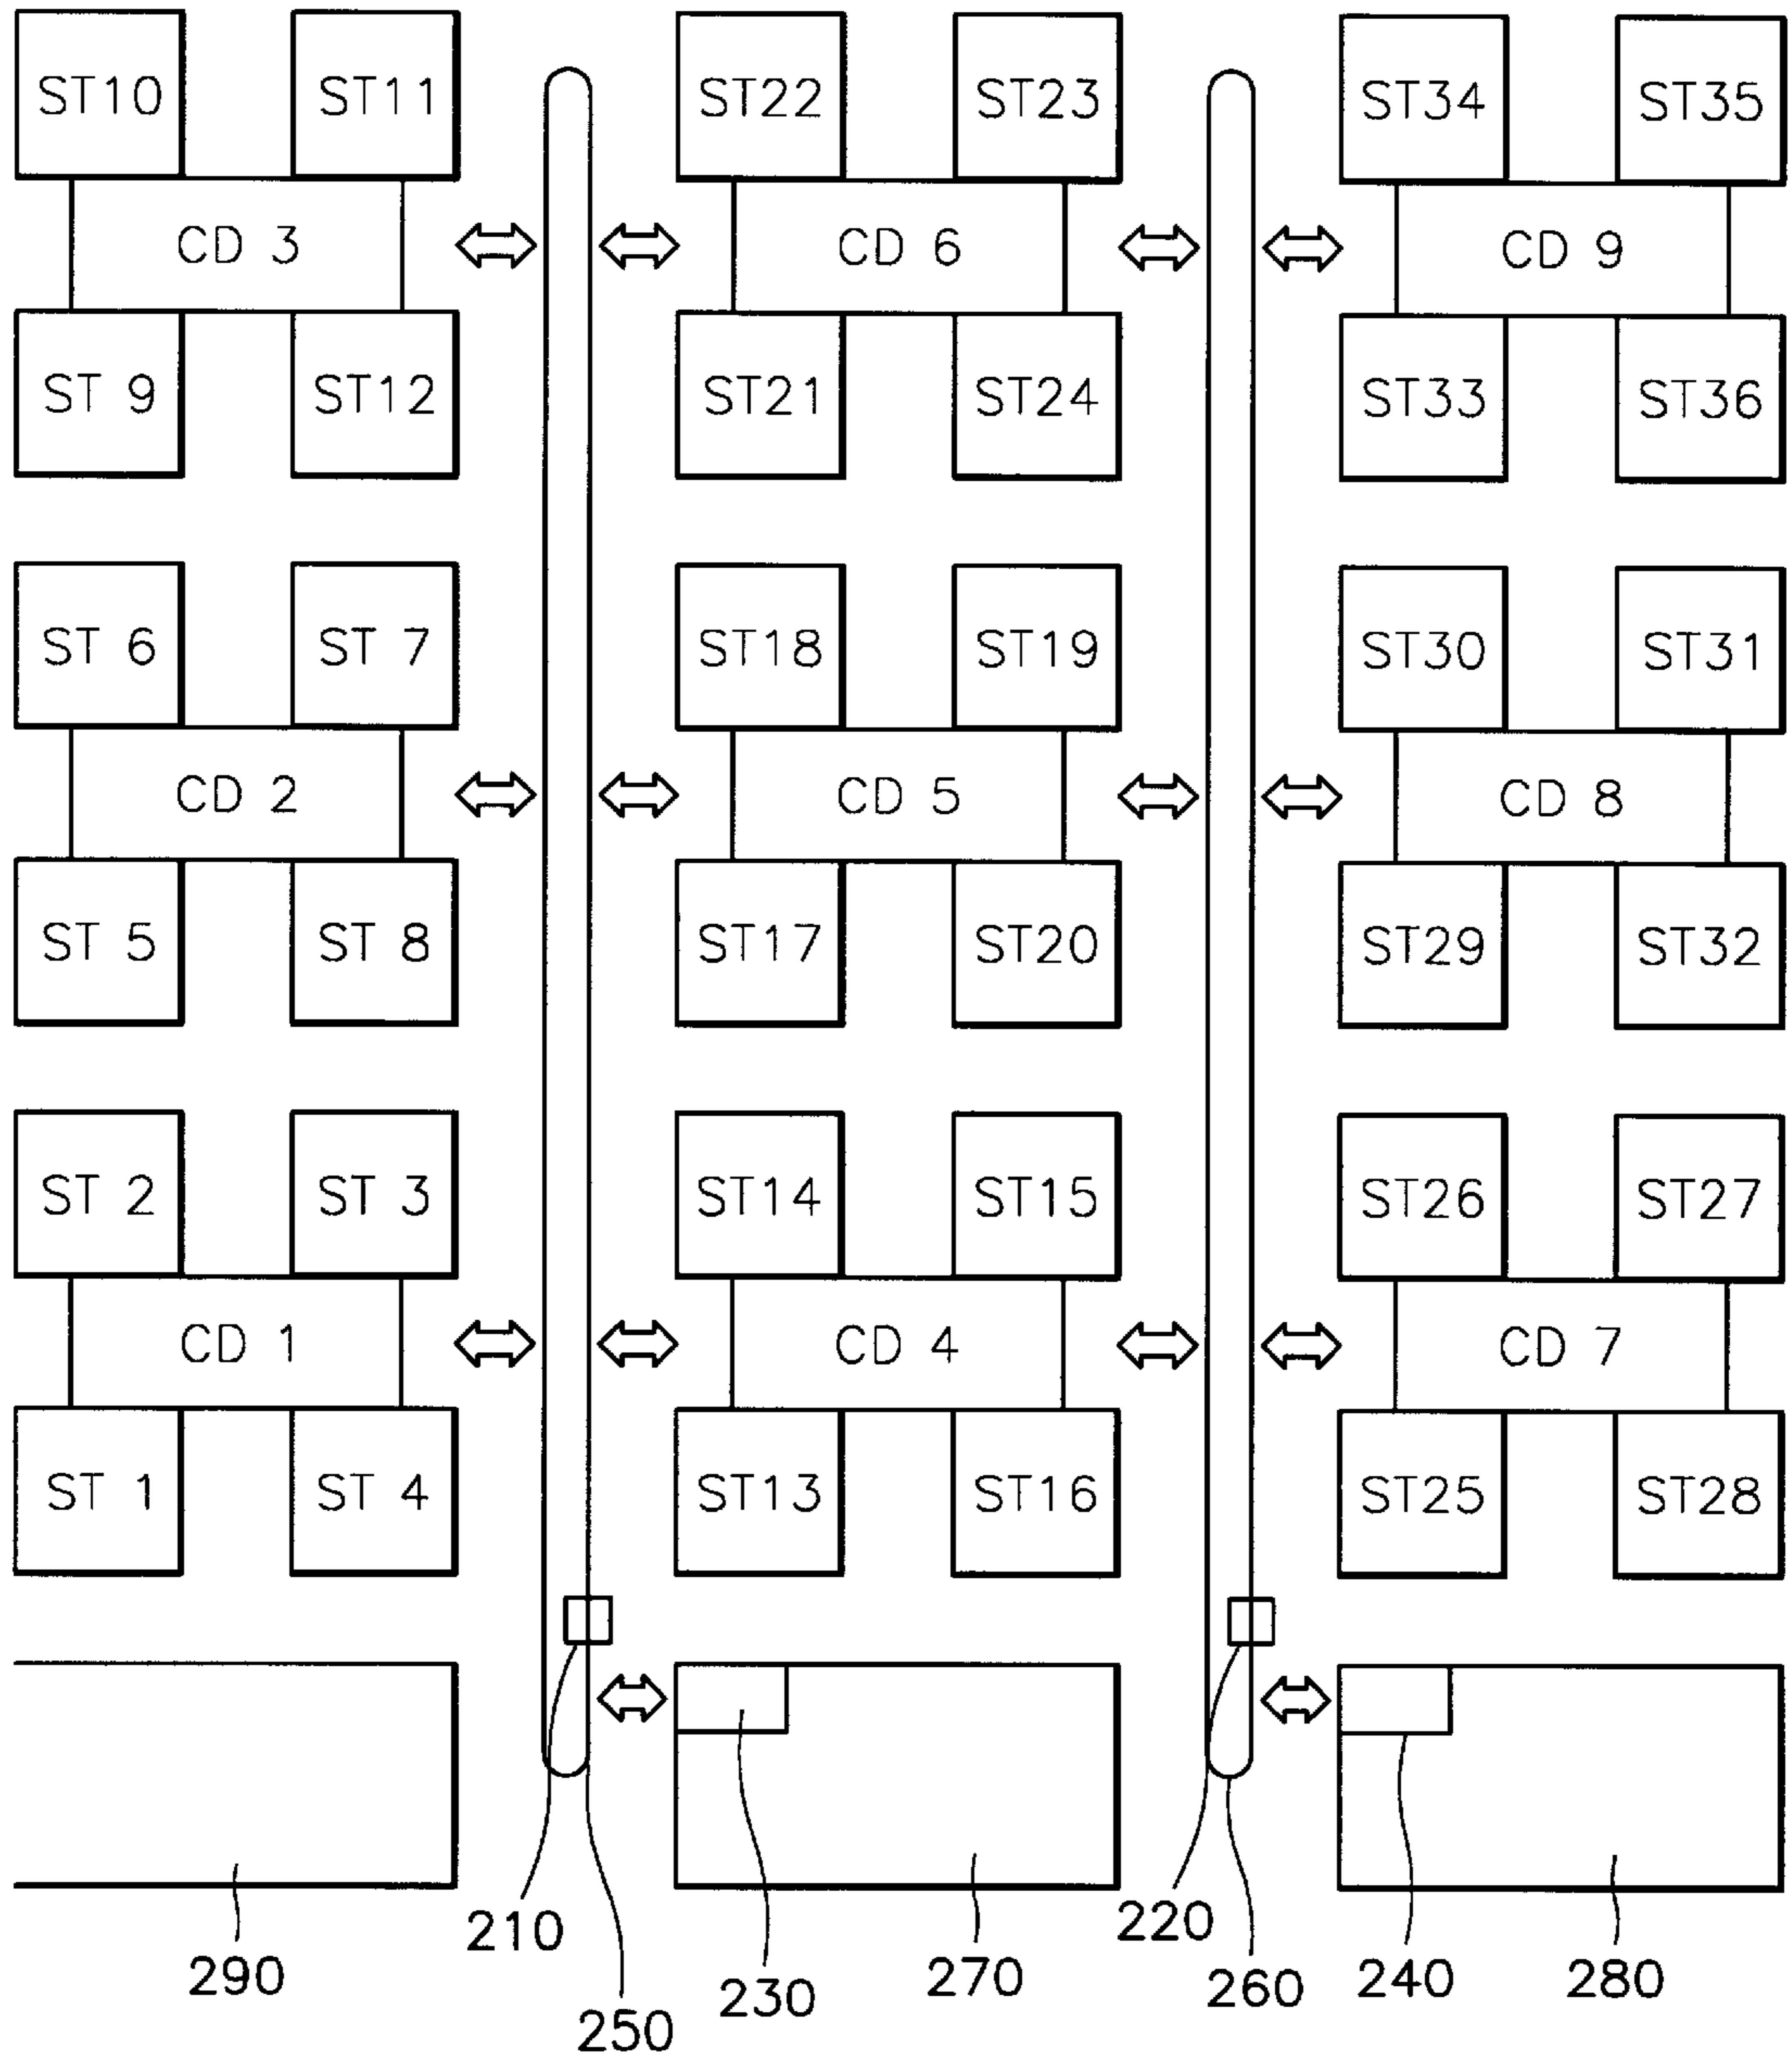 ST10 ST11 ST22 ST23 ST34 ST35
CD 3 CD 6 CD 9
ST 9 ST12 ST21 ST24 ST33 ST36
ST 6 ST 7 ST18 ST19 ST30 ST31
CD 2 CD 5 CD 8
ST 5 ST 8 ST17 ST20 ST29 ST32
ST 2 ST 3 ST14 ST15 ST26 ST27
CD 1 CD 4 CD 7
ST 1 ST 4 ST13 ST16 ST25 ST28
210 220
290 230 270 260 240 280
250